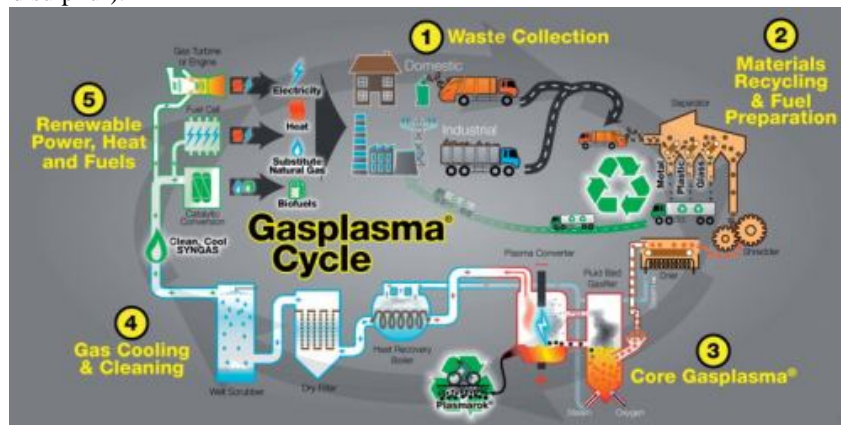 1 Waste Collection
Domestic
Industrial
2
Materials
Recycling
& Fuel
Preparation
Separator
Metal
Plastic
Glass
Shredder
Drier
3
Core Gasplasma®
Fluid Bed
Gasifier
Plasma Converter
Steam
Oxygen
Plasmarok®
4
Gas Cooling
& Cleaning
Heat Recovery
Boiler
Dry Filter
Wet Scrubber
Clean, Cool
SYNGAS
5
Renewable
Power, Heat
and Fuels
Gas Turbine
or Engine
Fuel Cell
Catalytic
Conversion
Electricity
Heat
Substitute
Natural Gas
Biofuels
Gasplasma®
Cycle